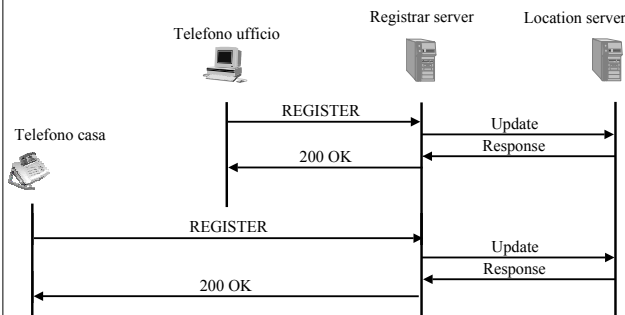 Registrar server
Location server
Telefono ufficio
REGISTER
Update
Telefono casa
Response
200 OK
REGISTER
Update
Response
200 OK